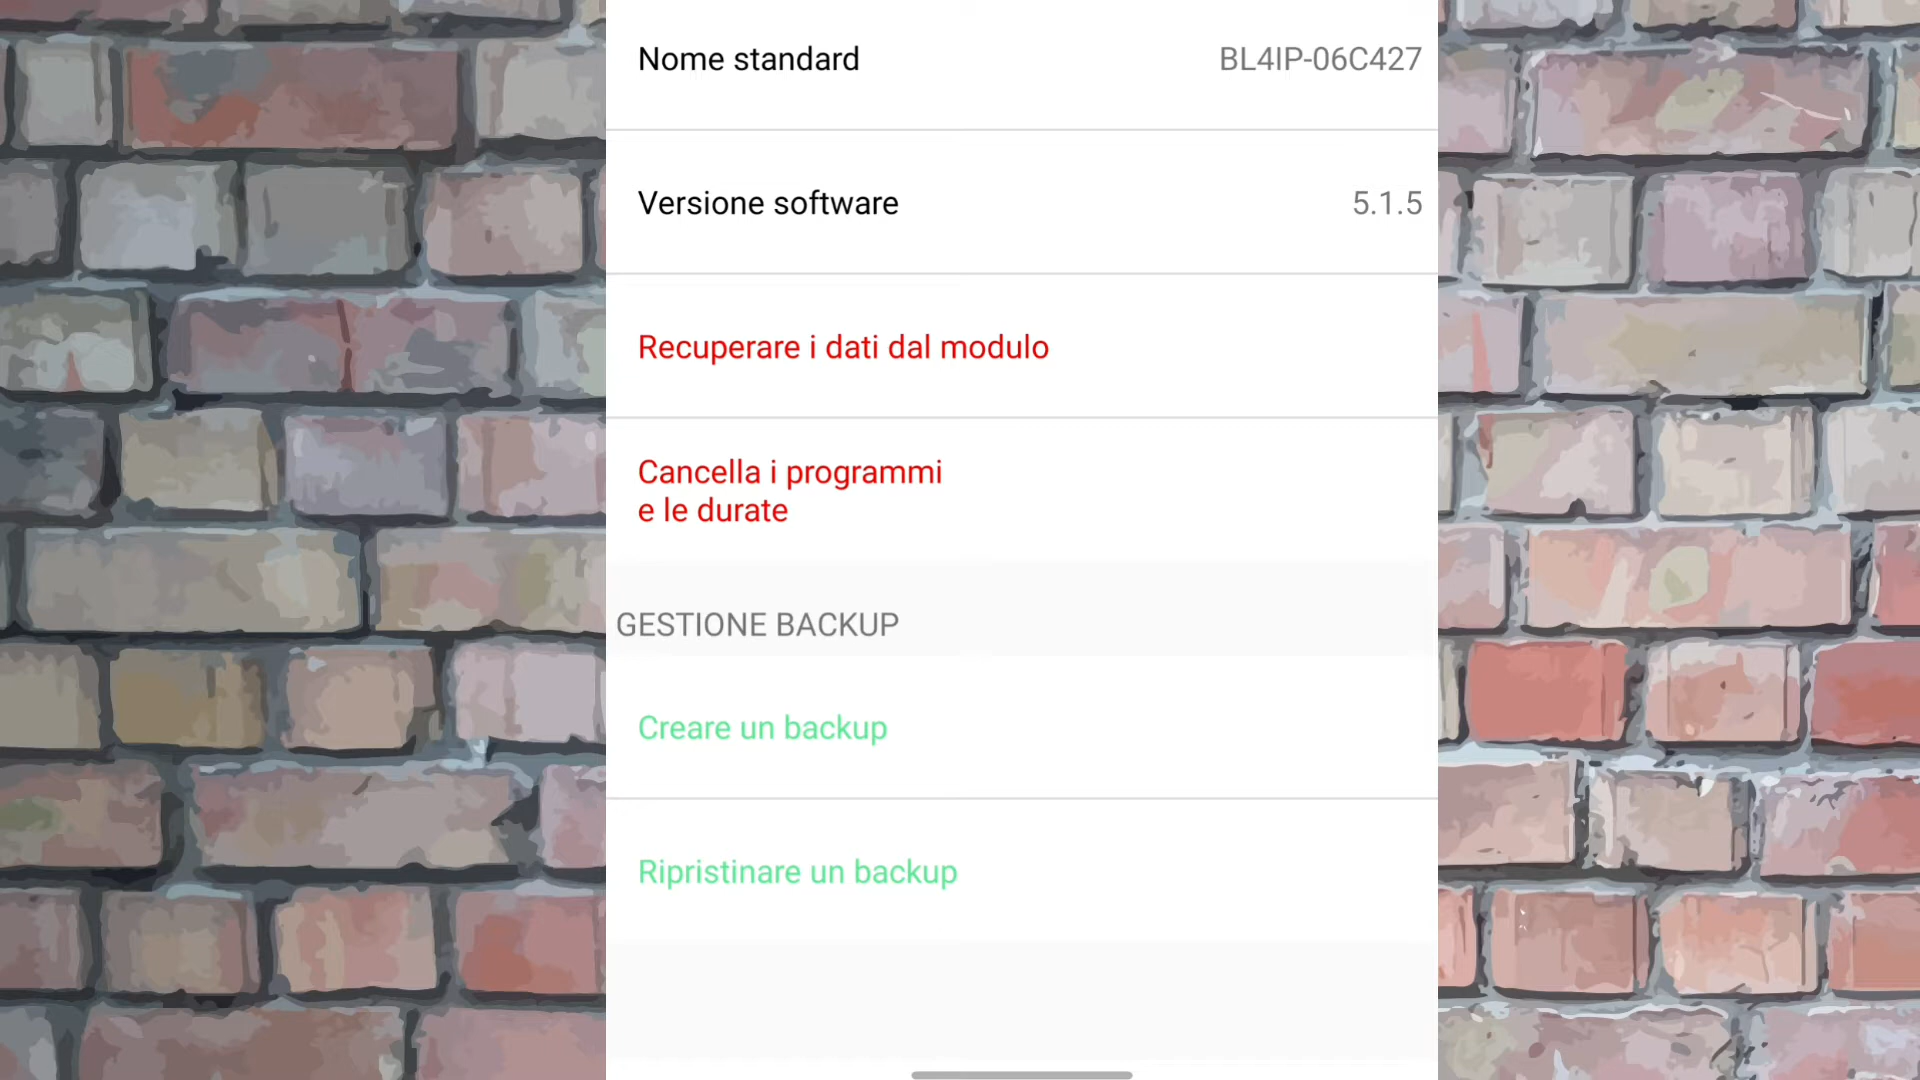 Nome standard BL4IP-06C427
Versione software 5.1.5
Recuperare i dati dal modulo
Cancella i programmi
e le durate
GESTIONE BACKUP
Creare un backup
Ripristinare un backup